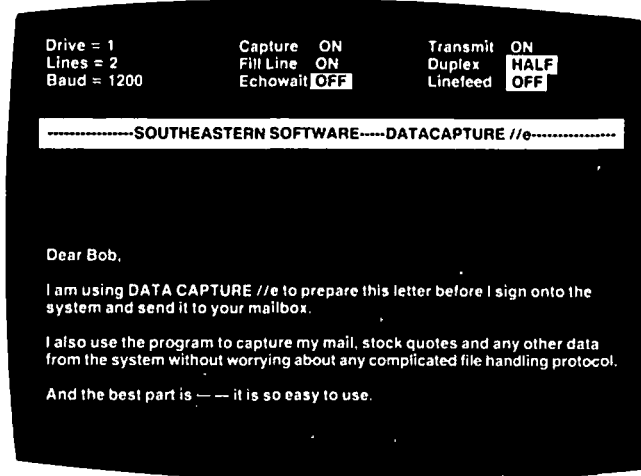 Drive = 1 Capture ON Transmit ON
Lines = 2 Fill Line ON Duplex HALF
Baud = 1200 Echowait OFF Linefeed OFF
----------------SOUTHEASTERN SOFTWARE-----DATACAPTURE //e----------------
Dear Bob,
I am using DATA CAPTURE //e to prepare this letter before I sign onto the
system and send it to your mailbox.
I also use the program to capture my mail, stock quotes and any other data
from the system without worrying about any complicated file handling protocol.
And the best part is — — it is so easy to use.